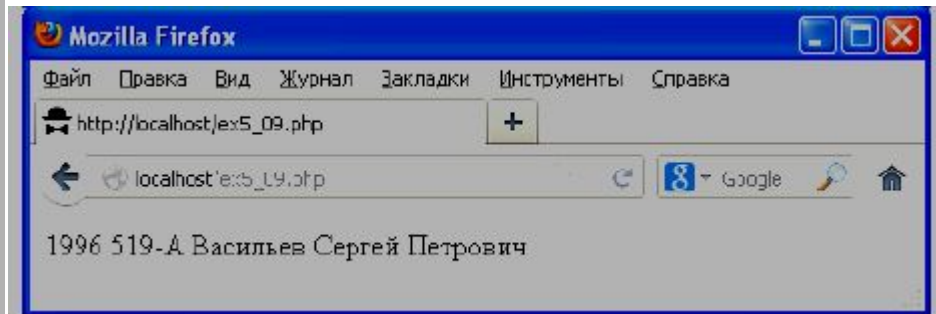 Mozilla Firefox
Файл Правка Вид Журнал Закладки Инструменты Справка
http://localhost/ex5_09.php
localhost/ex5_09.php Google
1996 519-А Васильев Сергей Петрович